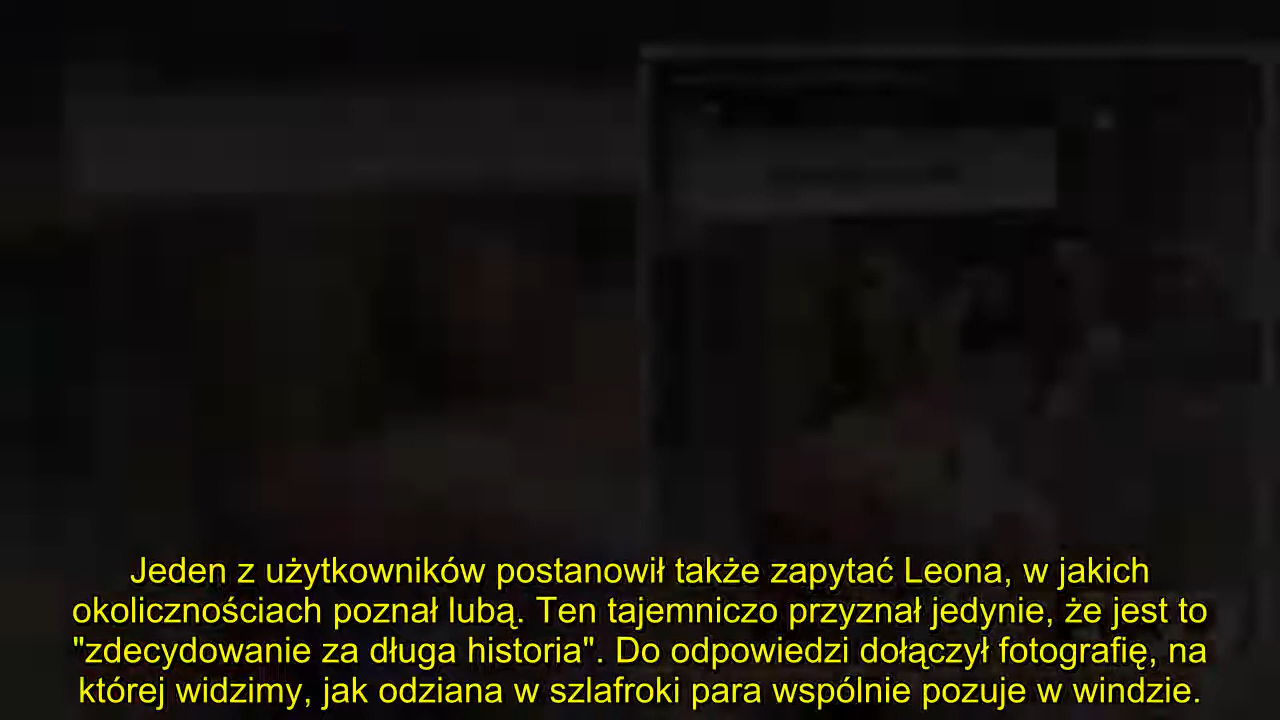 Jeden z użytkowników postanowił także zapytać Leona, w jakich
okolicznościach poznał lubą. Ten tajemniczo przyznał jedynie, że jest to
"zdecydowanie za długa historia". Do odpowiedzi dołączył fotografię, na
której widzimy, jak odziana w szlafroki para wspólnie pozuje w windzie.